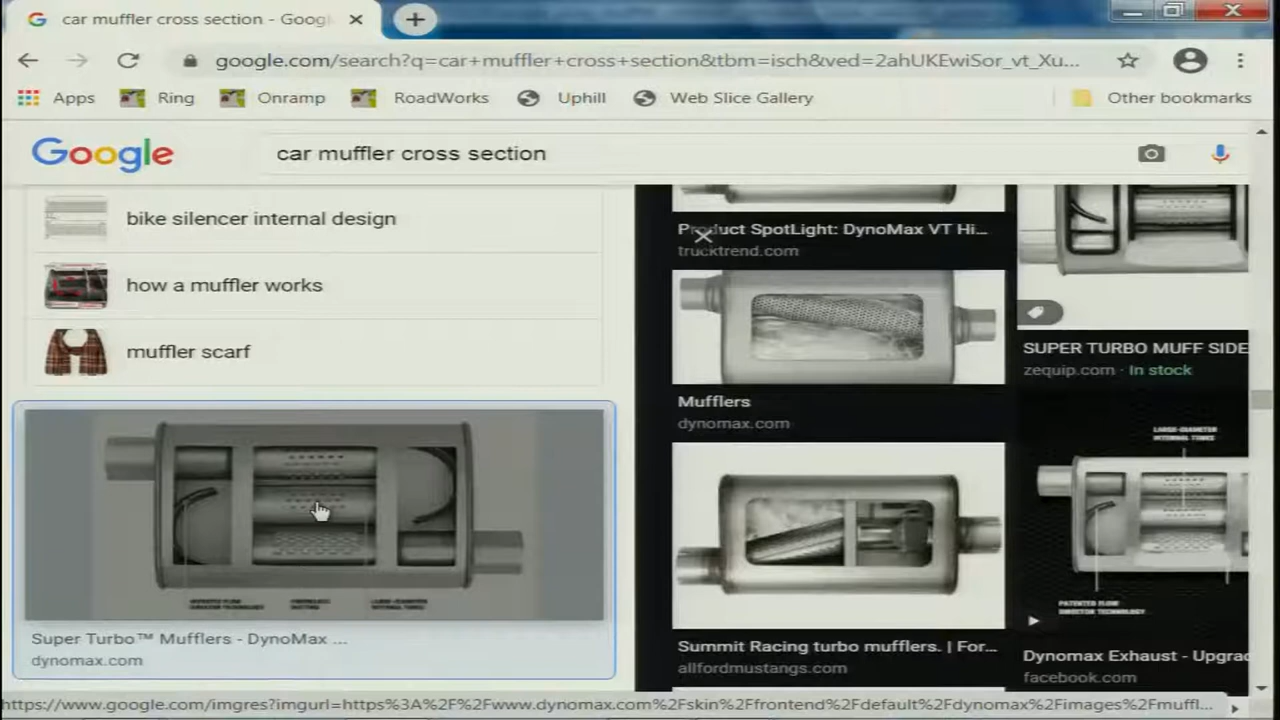 car muffler cross section - Goog
google.com/search?q=car+muffler+cross+section&tbm=isch&ved=2ahUKEwiSor_vt_Xu...
Apps Ring Onramp RoadWorks Uphill Web Slice Gallery Other bookmarks
Google car muffler cross section
bike silencer internal design
how a muffler works
muffler scarf
Super Turbo™ Mufflers - DynoMax ...
dynomax.com
Product SpotLight: DynoMax VT Hi...
trucktrend.com
Mufflers
dynomax.com
Summit Racing turbo mufflers. | For...
allfordmustangs.com
SUPER TURBO MUFF SIDE
zequip.com · In stock
LARGE-DIAMETER
INTERNAL TUBES
PATENTED FLOW
DIRECTOR TECHNOLOGY
Dynomax Exhaust - Upgrad
facebook.com
https://www.google.com/imgres?imgurl=https%3A%2F%2Fwww.dynomax.com%2Fskin%2Ffrontend%2Fdefault%2Fdynomax%2Fimages%2Fmuffl...